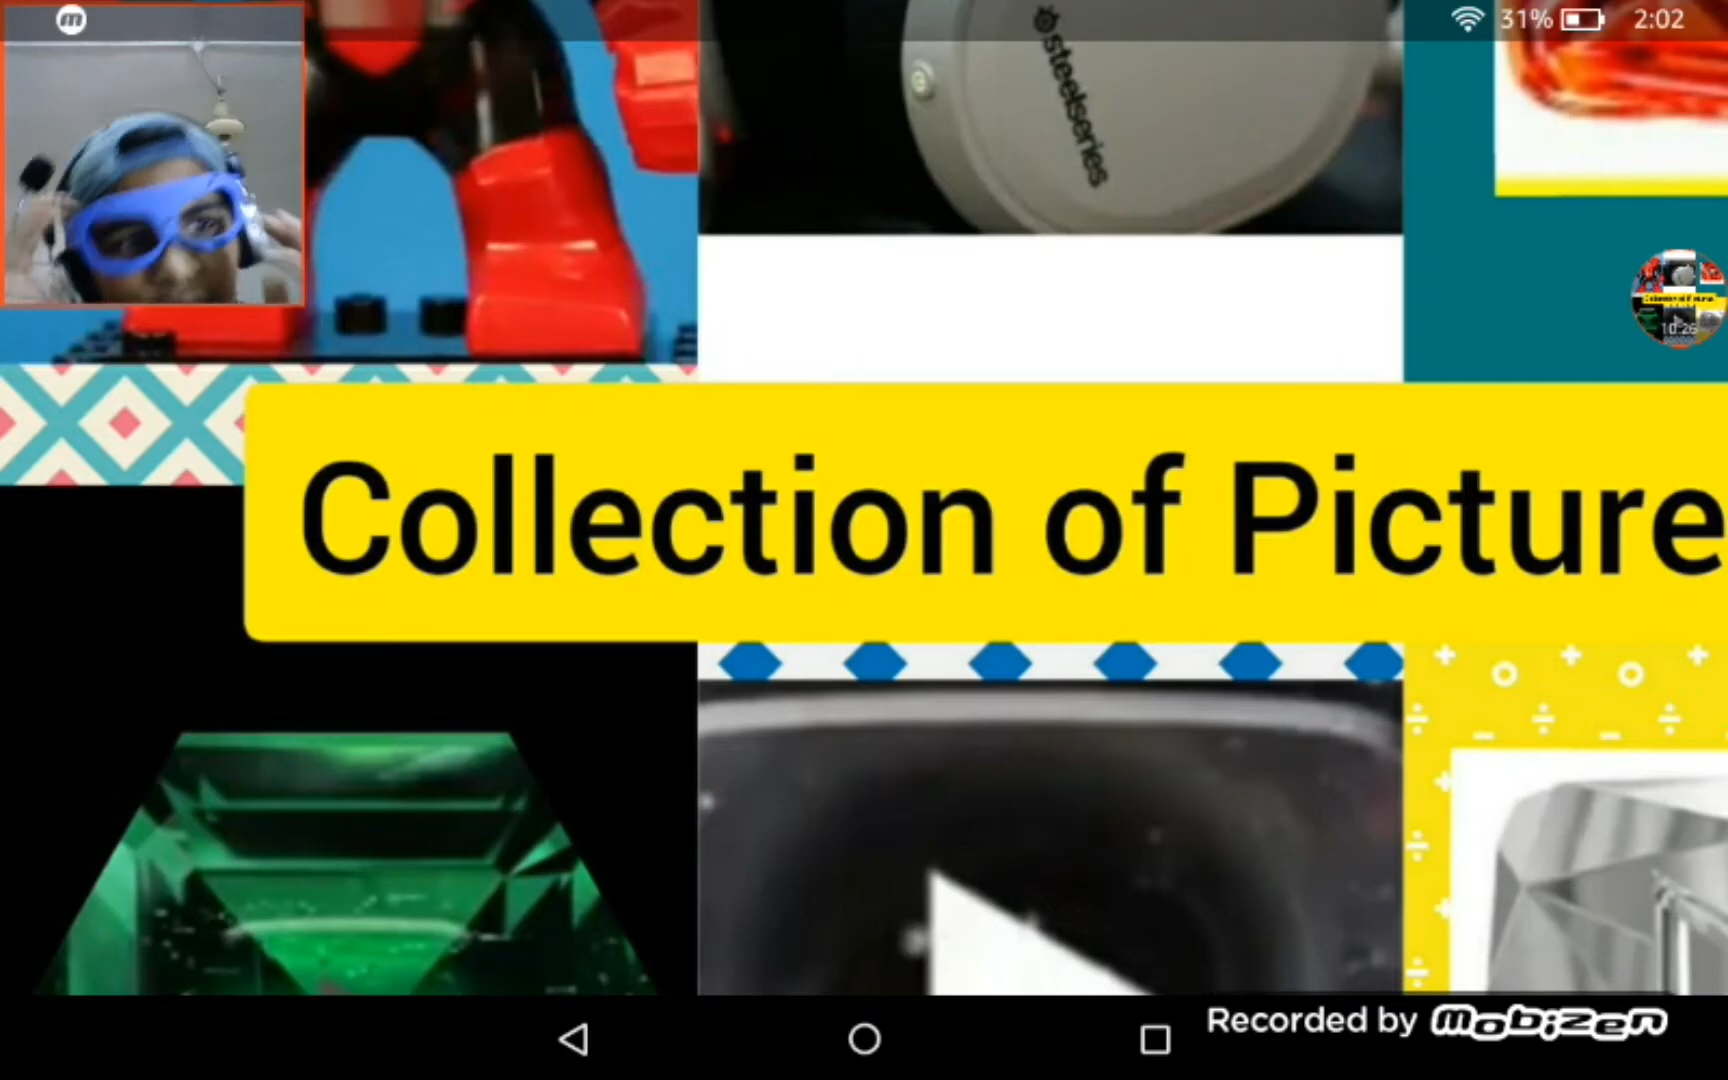 31% 2:02
steelseries
10:26
Collection of Picture
Recorded by mobizen